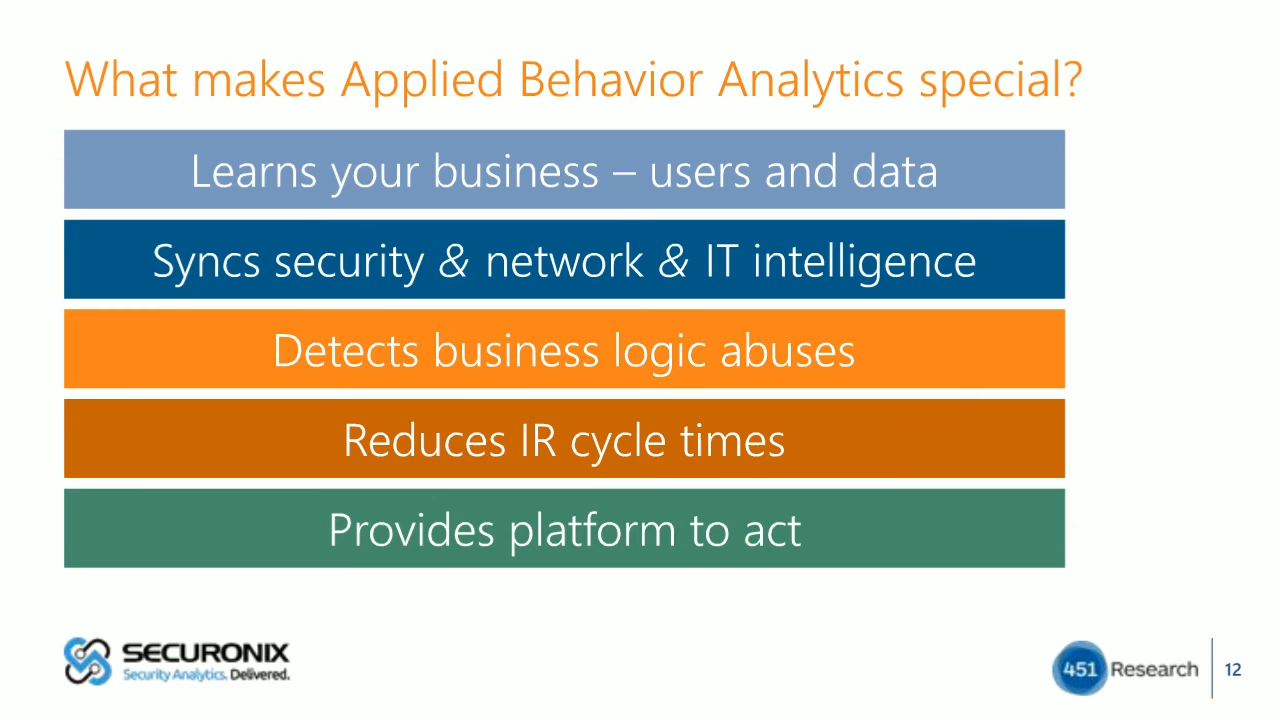 What makes Applied Behavior Analytics special?
Learns your business – users and data
Syncs security & network & IT intelligence
Detects business logic abuses
Reduces IR cycle times
Provides platform to act
SECURONIX
Security Analytics. Delivered.
451 Research
12